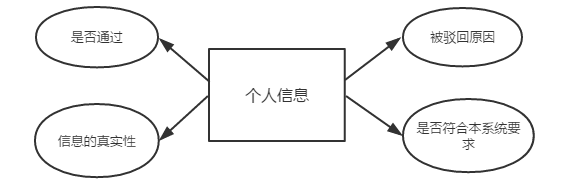 是否通过
被驳回原因
个人信息
信息的真实性
是否符合本系统要
求